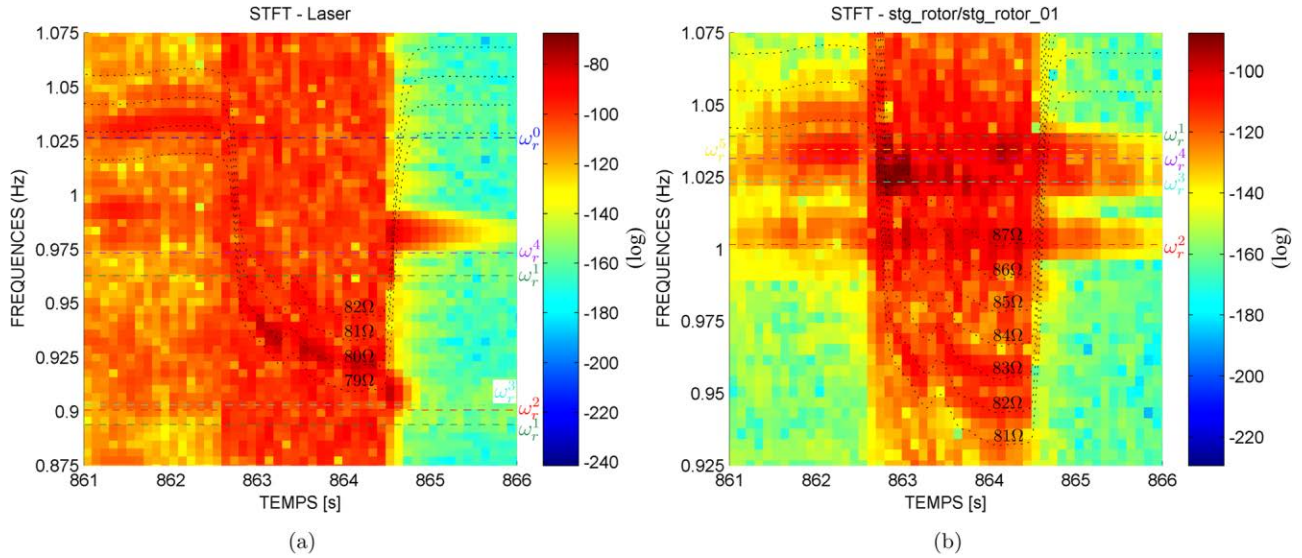 STFT - Laser
1.075
1.05
1.025
1
0.975
0.95
0.925
0.9
0.875
FREQUENCES (Hz)
861 862 863 864 865 866
TEMPS [s]
82Ω
81Ω
80Ω
79Ω
ω_r^0
ω_r^4
ω_r^1
ω_r^3
ω_r^2
ω_r^1
-80
-100
-120
-140
-160
-180
-200
-220
-240
(log)
(a)
STFT - stg_rotor/stg_rotor_01
1.075
1.05
1.025
1
0.975
0.95
0.925
FREQUENCES (Hz)
861 862 863 864 865 866
TEMPS [s]
ω_r^5
87Ω
86Ω
85Ω
84Ω
83Ω
82Ω
81Ω
ω_r^1
ω_r^4
ω_r^3
ω_r^2
-100
-120
-140
-160
-180
-200
-220
(log)
(b)